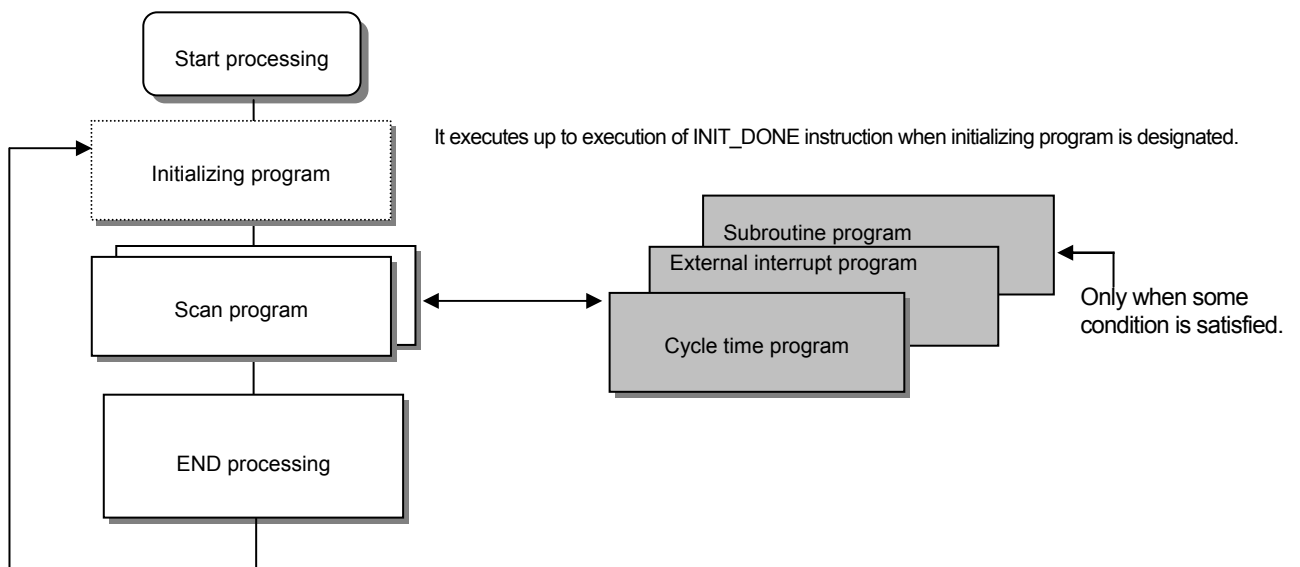 Start processing
It executes up to execution of INIT_DONE instruction when initializing program is designated.
Initializing program
Subroutine program
External interrupt program
Only when some
condition is satisfied.
Scan program
Cycle time program
END processing